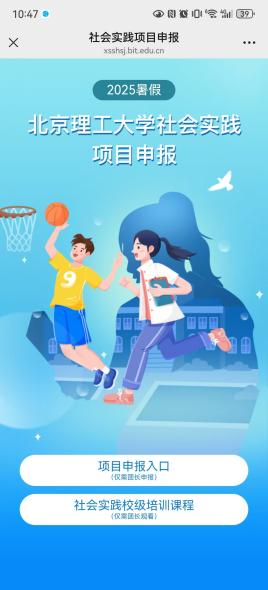 10:47
39
社会实践项目申报
xsshsj.bit.edu.cn
2025暑假
北京理工大学社会实践
项目申报
9
项目申报入口
(仅需团长申报)
社会实践校级培训课程
(仅需团长观看)